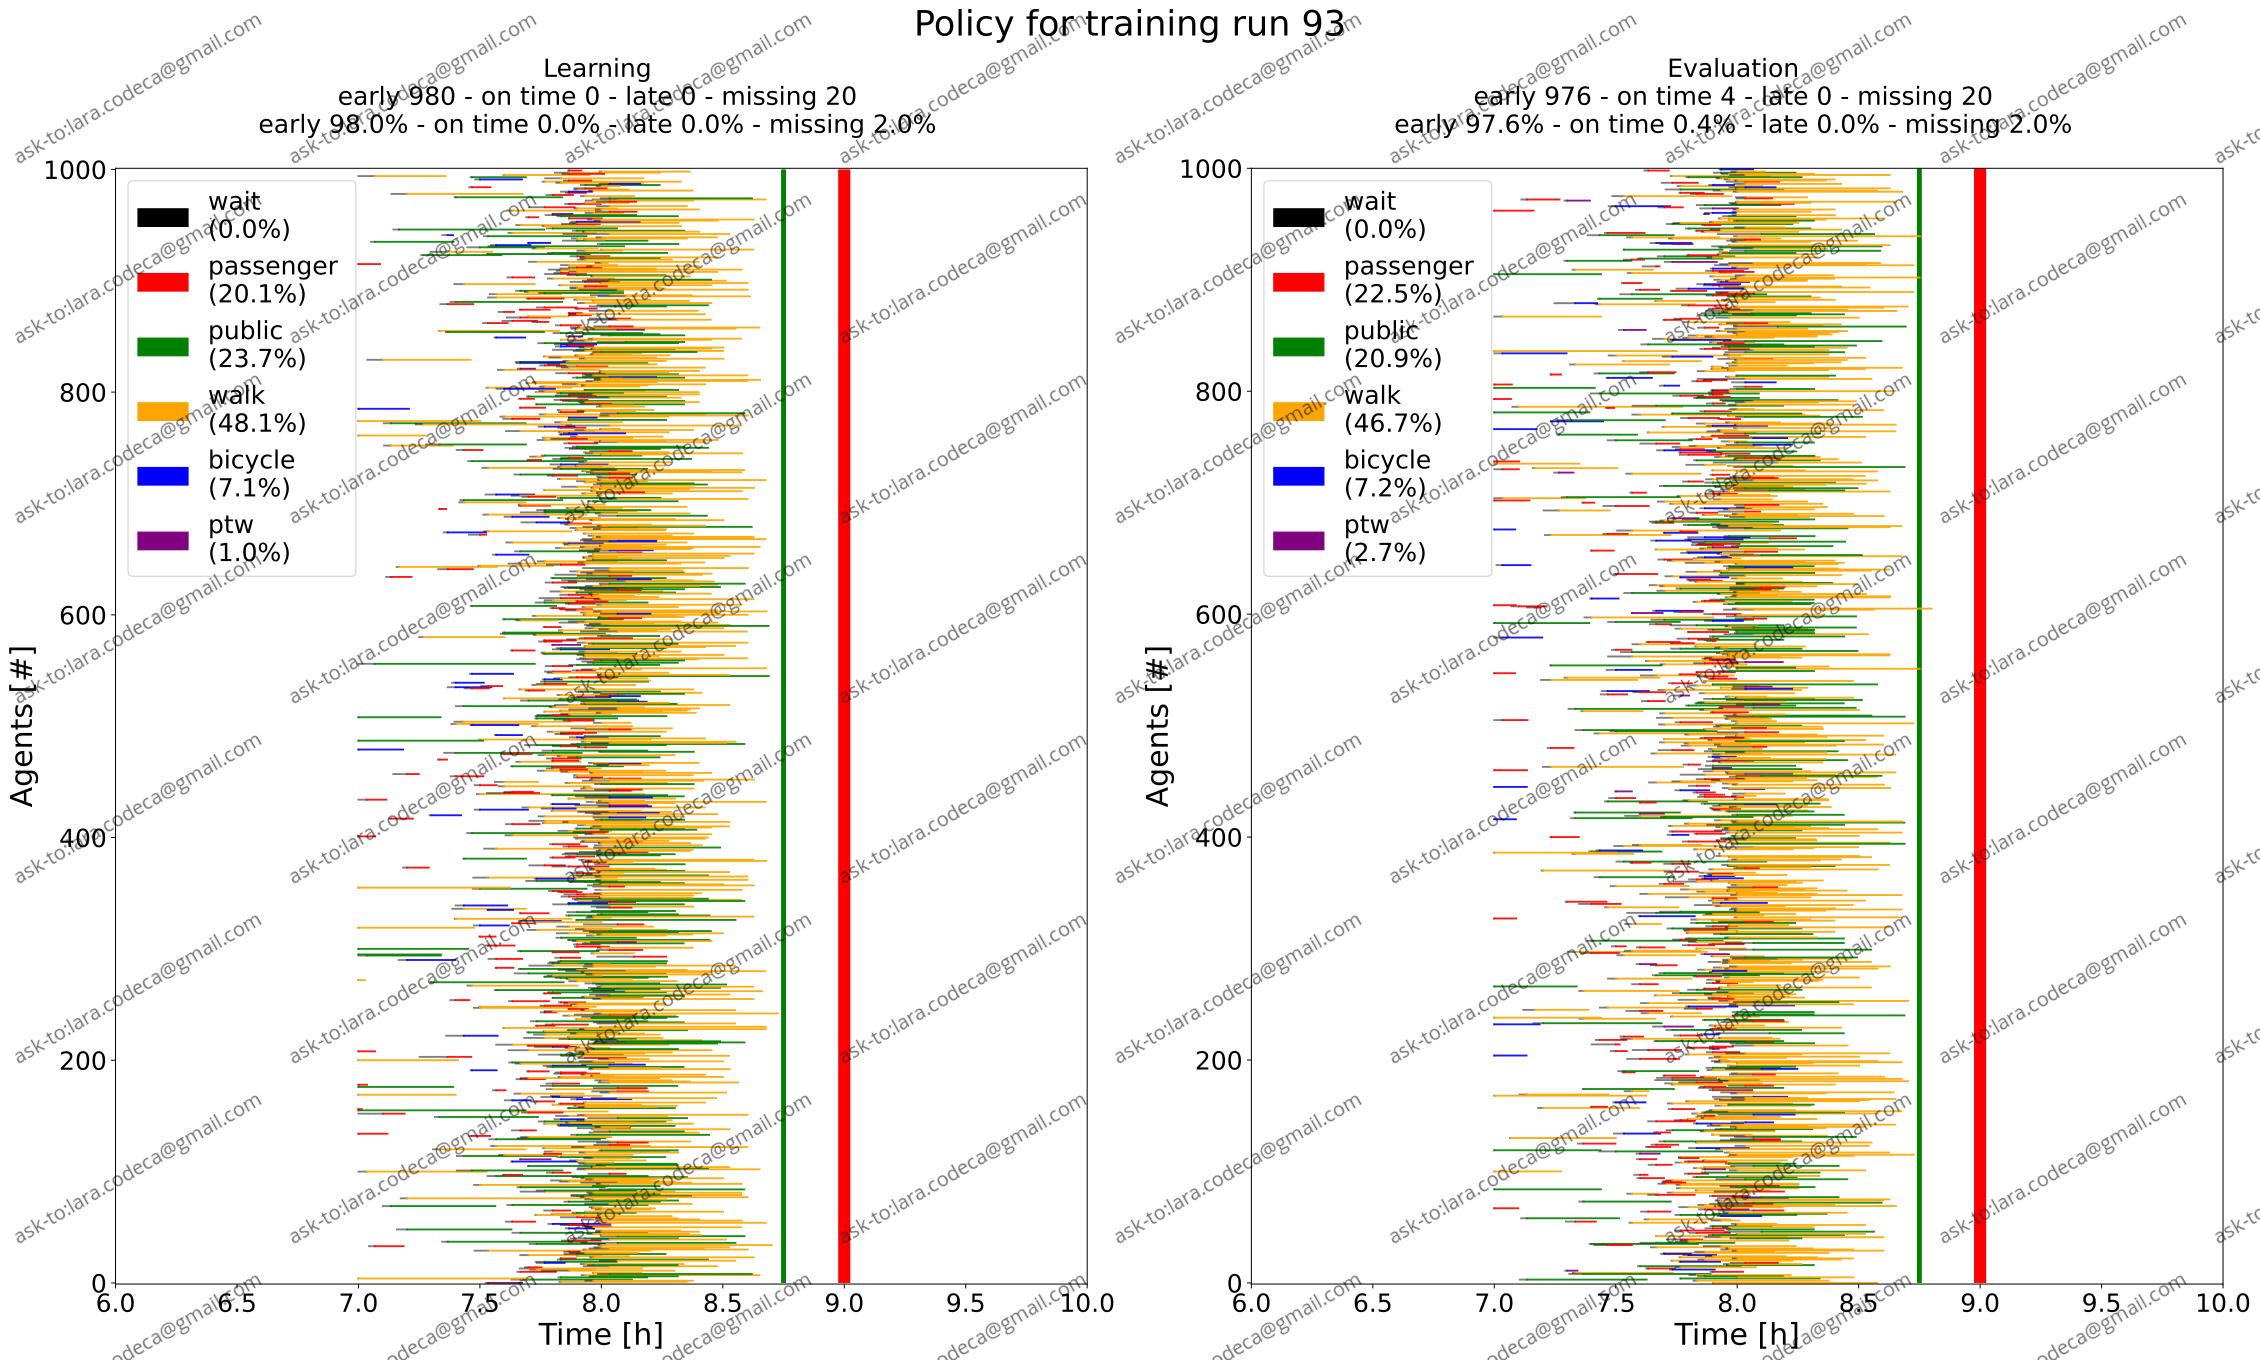 Policy for training run 93
Learning
early 980 - on time 0 - late 0 - missing 20
early 98.0% - on time 0.0% - late 0.0% - missing 2.0%
1000
800
600
400
200
0
Agents [#]
wait
(0.0%)
passenger
(20.1%)
public
(23.7%)
walk
(48.1%)
bicycle
(7.1%)
ptw
(1.0%)
6.0 6.5 7.0 7.5 8.0 8.5 9.0 9.5 10.0
Time [h]
Evaluation
early 976 - on time 4 - late 0 - missing 20
early 97.6% - on time 0.4% - late 0.0% - missing 2.0%
1000
800
600
400
200
0
Agents [#]
wait
(0.0%)
passenger
(22.5%)
public
(20.9%)
walk
(46.7%)
bicycle
(7.2%)
ptw
(2.7%)
6.0 6.5 7.0 7.5 8.0 8.5 9.0 9.5 10.0
Time [h]
ask-to:lara.codeca@gmail.com